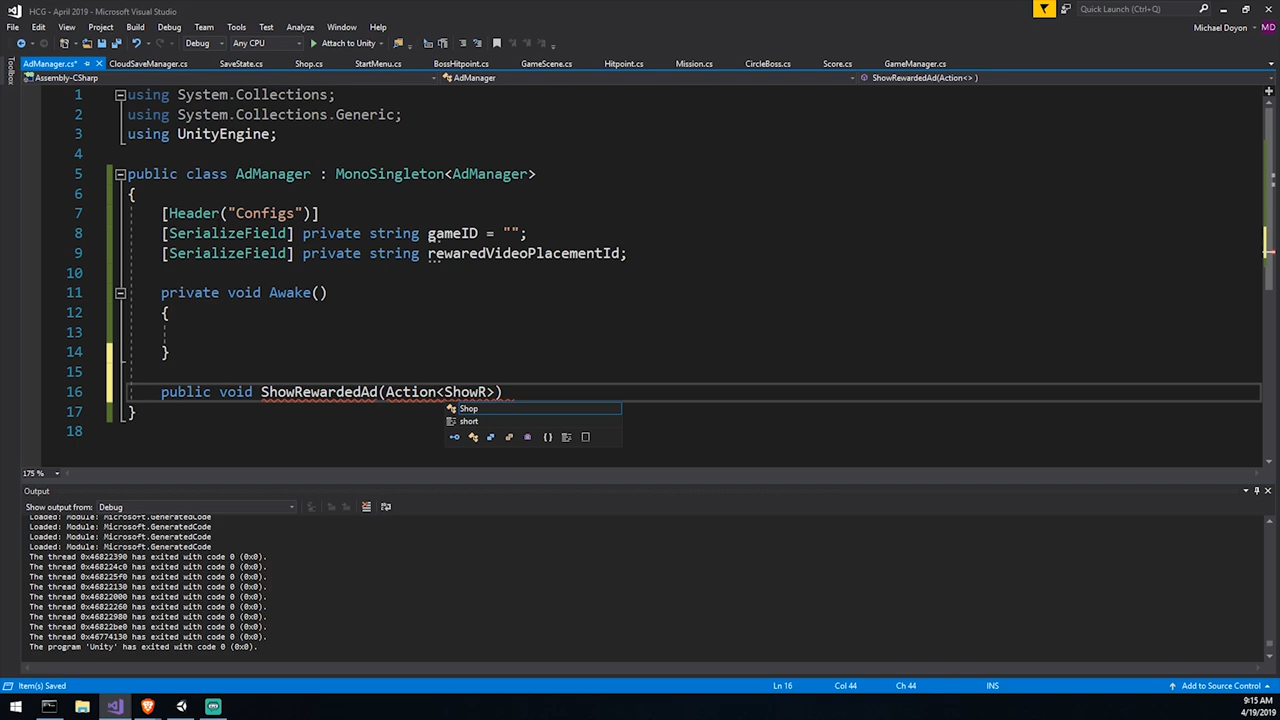 HCG - April 2019 - Microsoft Visual Studio
Quick Launch (Ctrl+Q)
File Edit View Project Build Debug Team Tools Test Analyze Window Help
Michael Doyon MD
Debug Any CPU Attach to Unity
Toolbox
AdManager.cs* CloudSaveManager.cs SaveState.cs Shop.cs StartMenu.cs BossHitpoint.cs GameScene.cs Hitpoint.cs Mission.cs CircleBoss.cs Score.cs GameManager.cs
Assembly-CSharp AdManager ShowRewardedAd(Action<> )
1 using System.Collections;
2 using System.Collections.Generic;
3 using UnityEngine;
4
5 public class AdManager : MonoSingleton<AdManager>
6 {
7 [Header("Configs")]
8 [SerializeField] private string gameID = "";
9 [SerializeField] private string rewaredVideoPlacementId;
10
11 private void Awake()
12 {
13
14 }
15
16 public void ShowRewardedAd(Action<ShowR>)
17 }
18
Shop
short
175 %
Output
Show output from: Debug
Loaded: Module: Microsoft.GeneratedCode
Loaded: Module: Microsoft.GeneratedCode
Loaded: Module: Microsoft.GeneratedCode
Loaded: Module: Microsoft.GeneratedCode
The thread 0x46822390 has exited with code 0 (0x0).
The thread 0x468224c0 has exited with code 0 (0x0).
The thread 0x468225f0 has exited with code 0 (0x0).
The thread 0x46822130 has exited with code 0 (0x0).
The thread 0x46822000 has exited with code 0 (0x0).
The thread 0x46822260 has exited with code 0 (0x0).
The thread 0x46822980 has exited with code 0 (0x0).
The thread 0x46822be0 has exited with code 0 (0x0).
The thread 0x46774130 has exited with code 0 (0x0).
The program 'Unity' has exited with code 0 (0x0).
Item(s) Saved Ln 16 Col 44 Ch 44 INS Add to Source Control
9:15 AM
4/19/2019